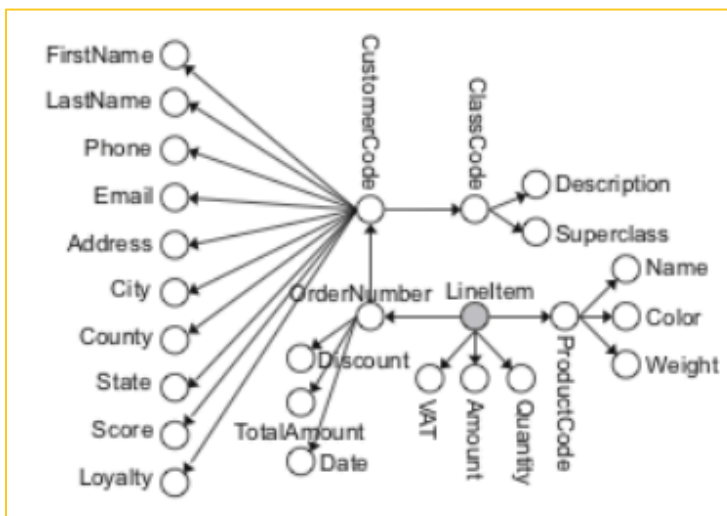 FirstName
LastName
Phone
Email
Address
City
County
State
Score
Loyalty
CustomerCode
ClassCode
Description
Superclass
OrderNumber
LineItem
Name
Color
Weight
ProductCode
Discount
TotalAmount
Date
VAT
Amount
Quantity